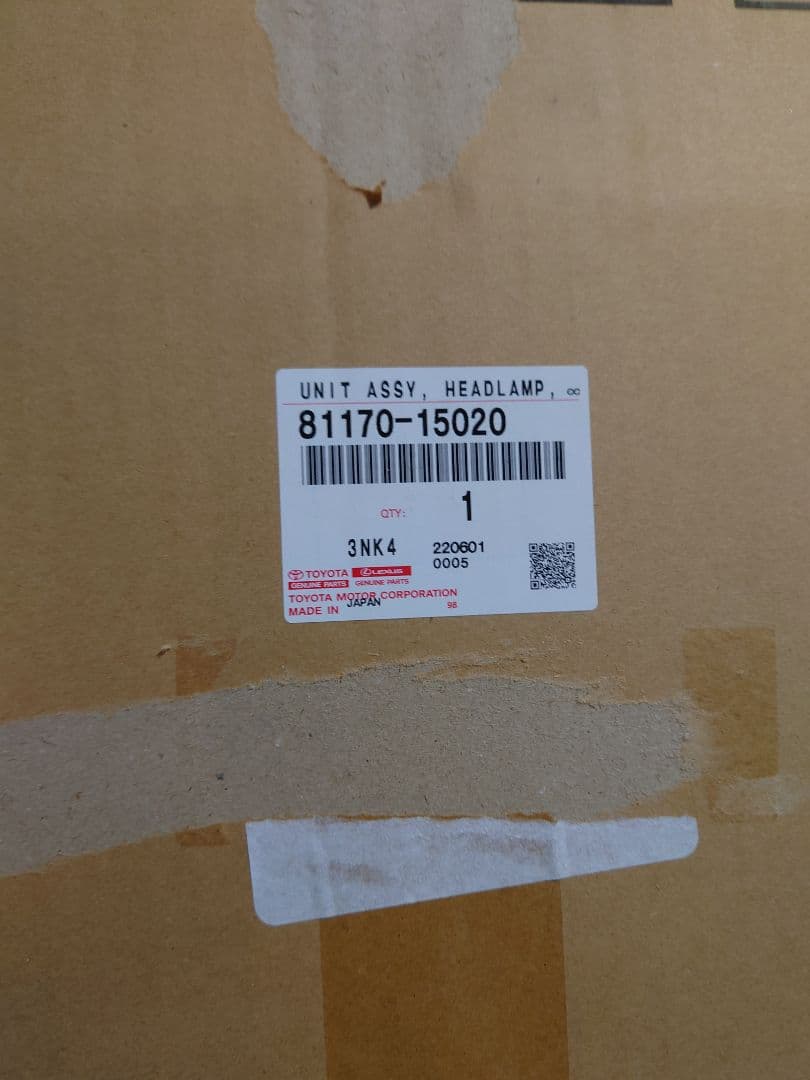 UNIT ASSY, HEADLAMP,
81170-15020
QTY: 1
3NK4 220601
0005
TOYOTA LEXUS
GENUINE PARTS GENUINE PARTS
TOYOTA MOTOR CORPORATION
MADE IN JAPAN 98.